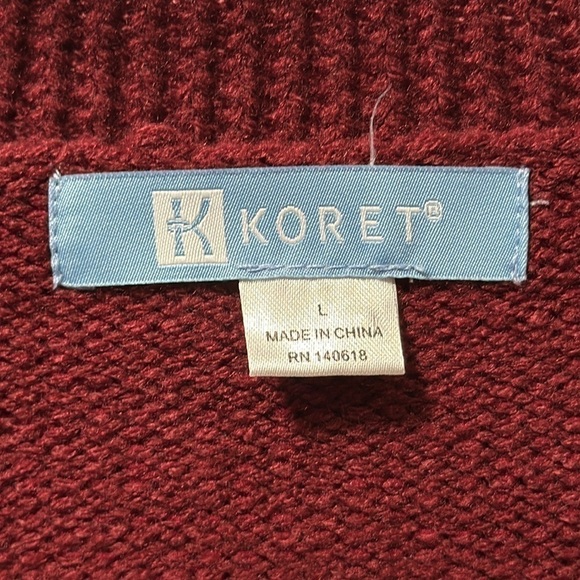 K KORET®
L
MADE IN CHINA
RN 140618